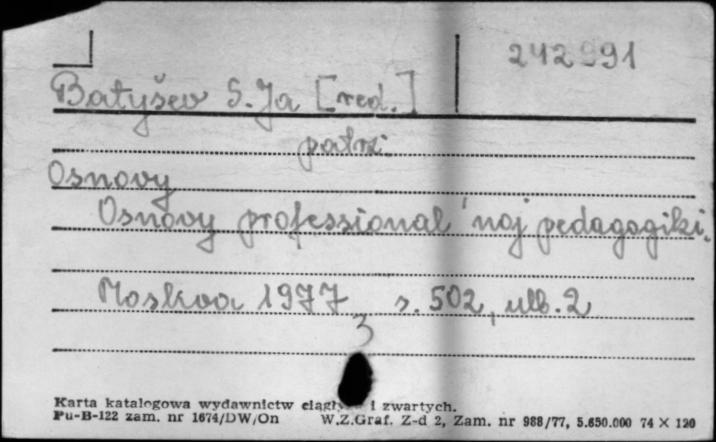 242991
Batyšev S. Ja [red.]
patrz:
Osnovy
Osnovy professional'noj pedagogiki.
Moskva 1977 s. 502, nlb. 2
3
Karta katalogowa wydawnictw ciągłych i zwartych.
Pu-B-122 zam. nr 1674/DW/On W.Z.Graf. Z-d 2, Zam. nr 988/77, 5.650.000 74 X 120